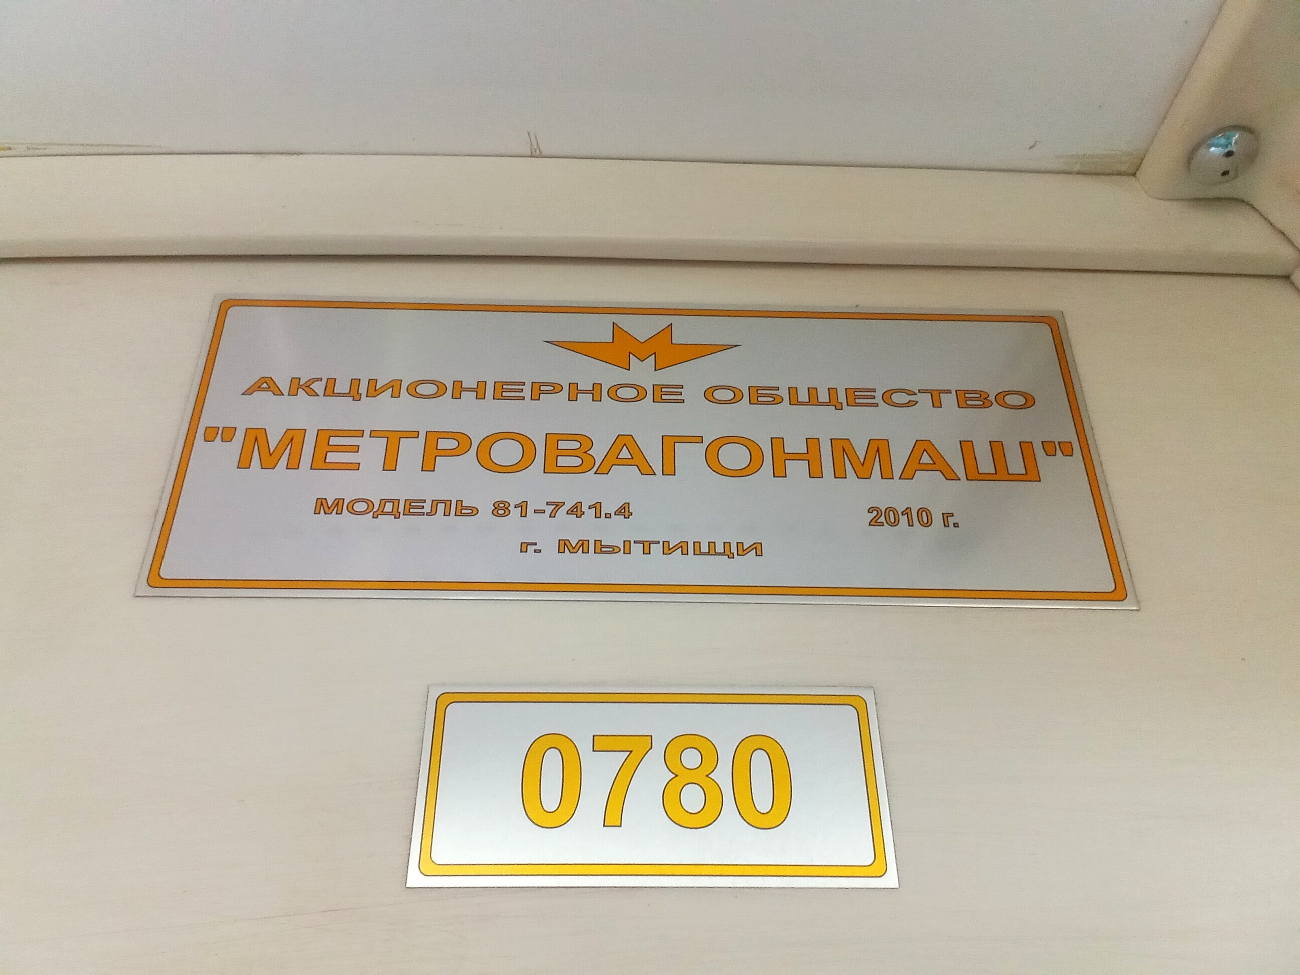 АКЦИОНЕРНОЕ ОБЩЕСТВО
"МЕТРОВАГОНМАШ"
МОДЕЛЬ 81-741.4 2010 г.
г. МЫТИЩИ
0780